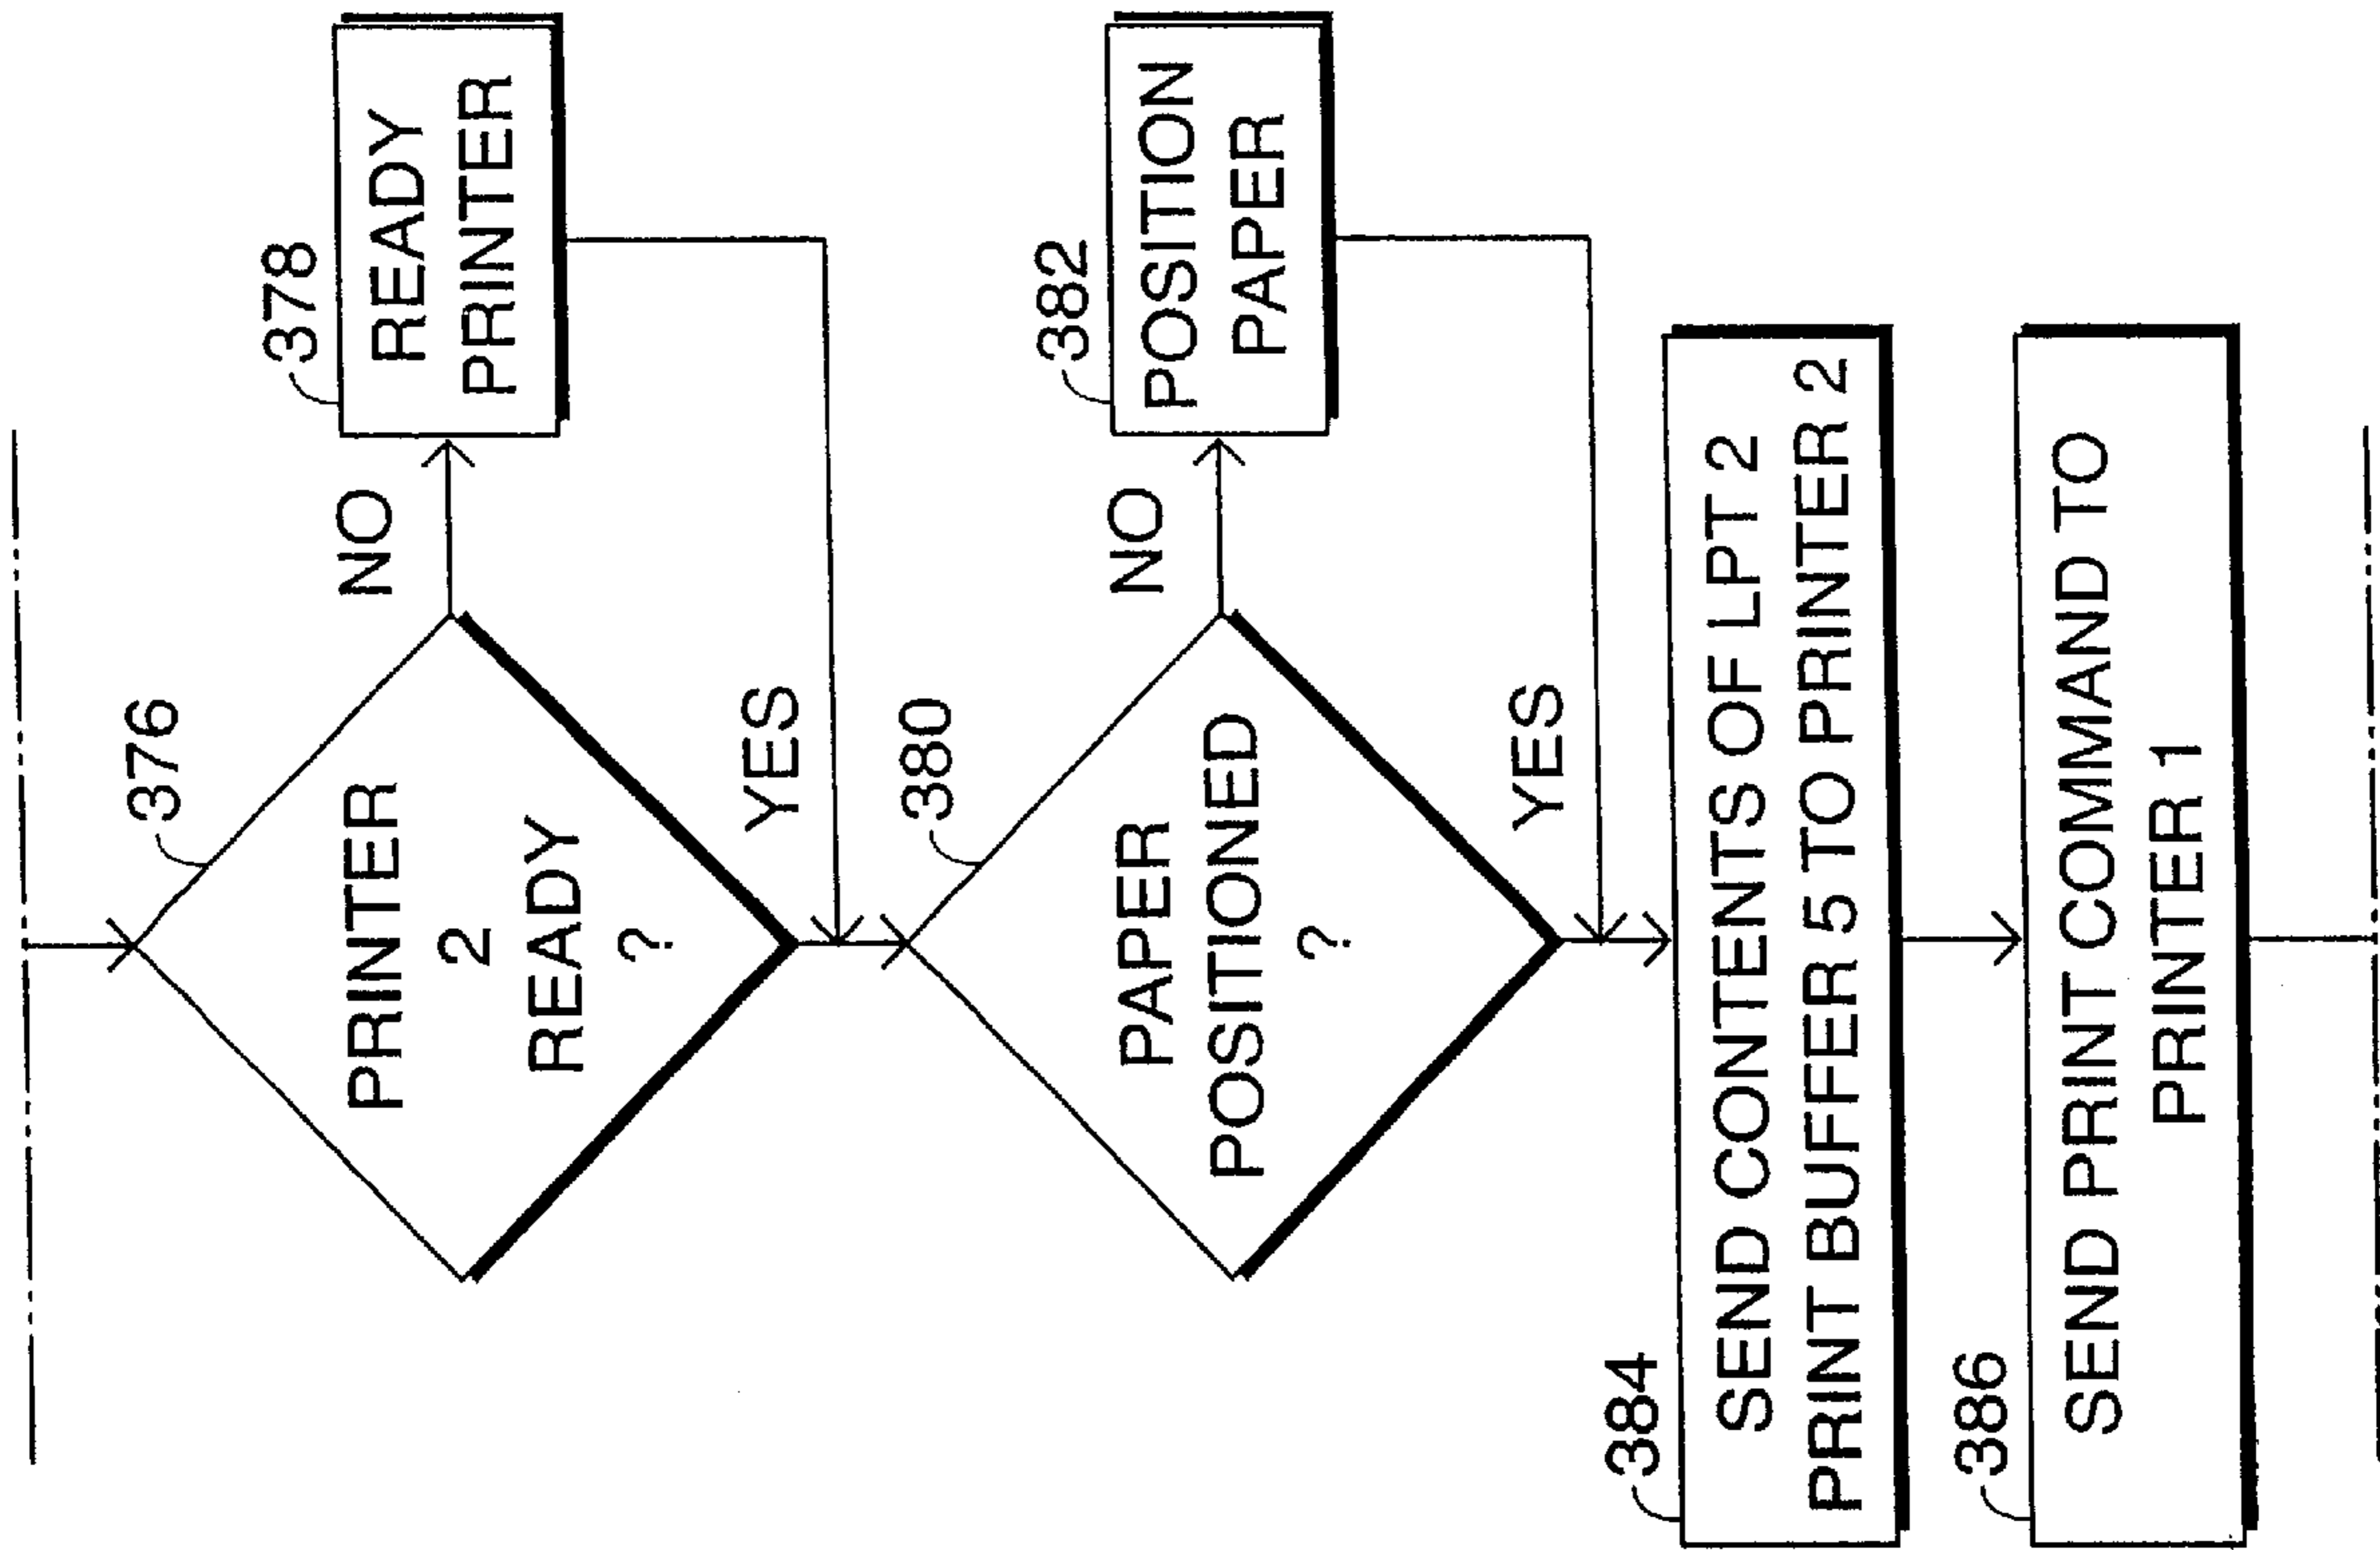 376
PRINTER
2
READY
?
NO
378
READY
PRINTER
YES
380
PAPER
POSITIONED
?
NO
382
POSITION
PAPER
YES
384
SEND CONTENTS OF LPT 2
PRINT BUFFER 5 TO PRINTER 2
386
SEND PRINT COMMAND TO
PRINTER 1